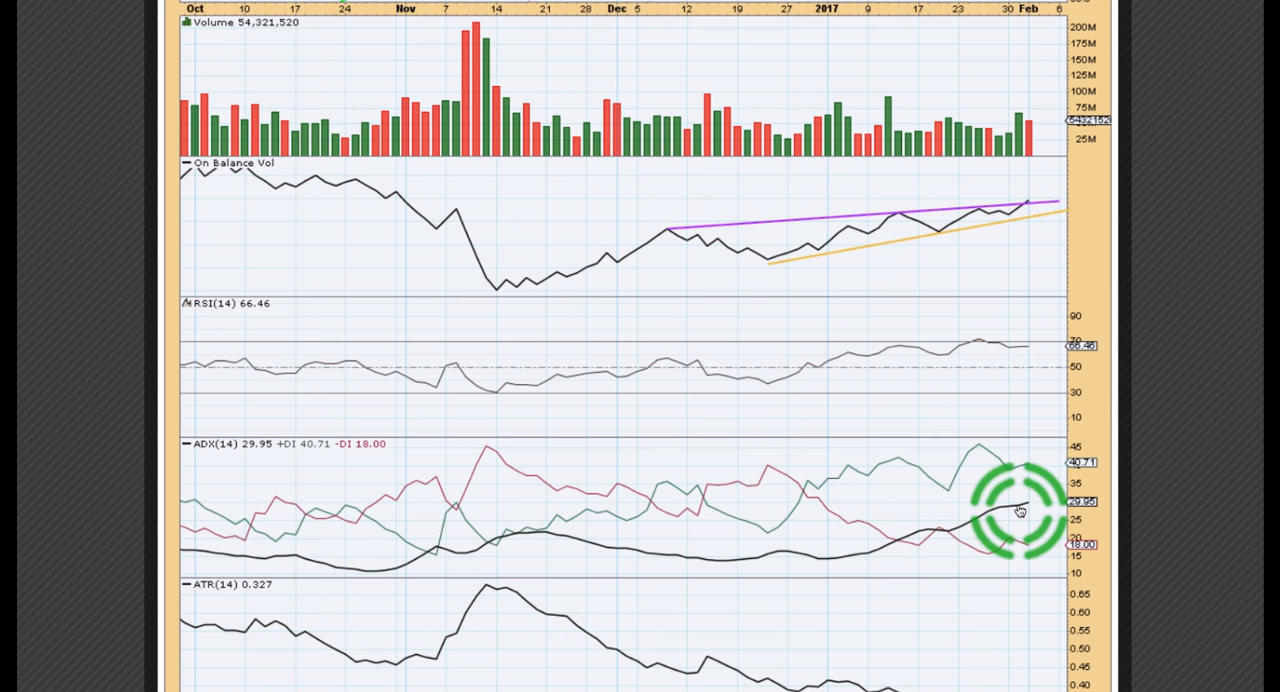 Oct 10 17 24 Nov 7 14 21 28 Dec 5 12 19 27 2017 9 17 23 30 Feb 6
Volume 54,321,520
200M
175M
150M
125M
100M
75M
54321520
25M
On Balance Vol
RSI(14) 66.46
90
70
66.46
50
30
10
ADX(14) 29.95 +DI 40.71 -DI 18.00
45
40.71
35
29.95
25
20
18.00
15
10
ATR(14) 0.327
0.65
0.60
0.55
0.50
0.45
0.40